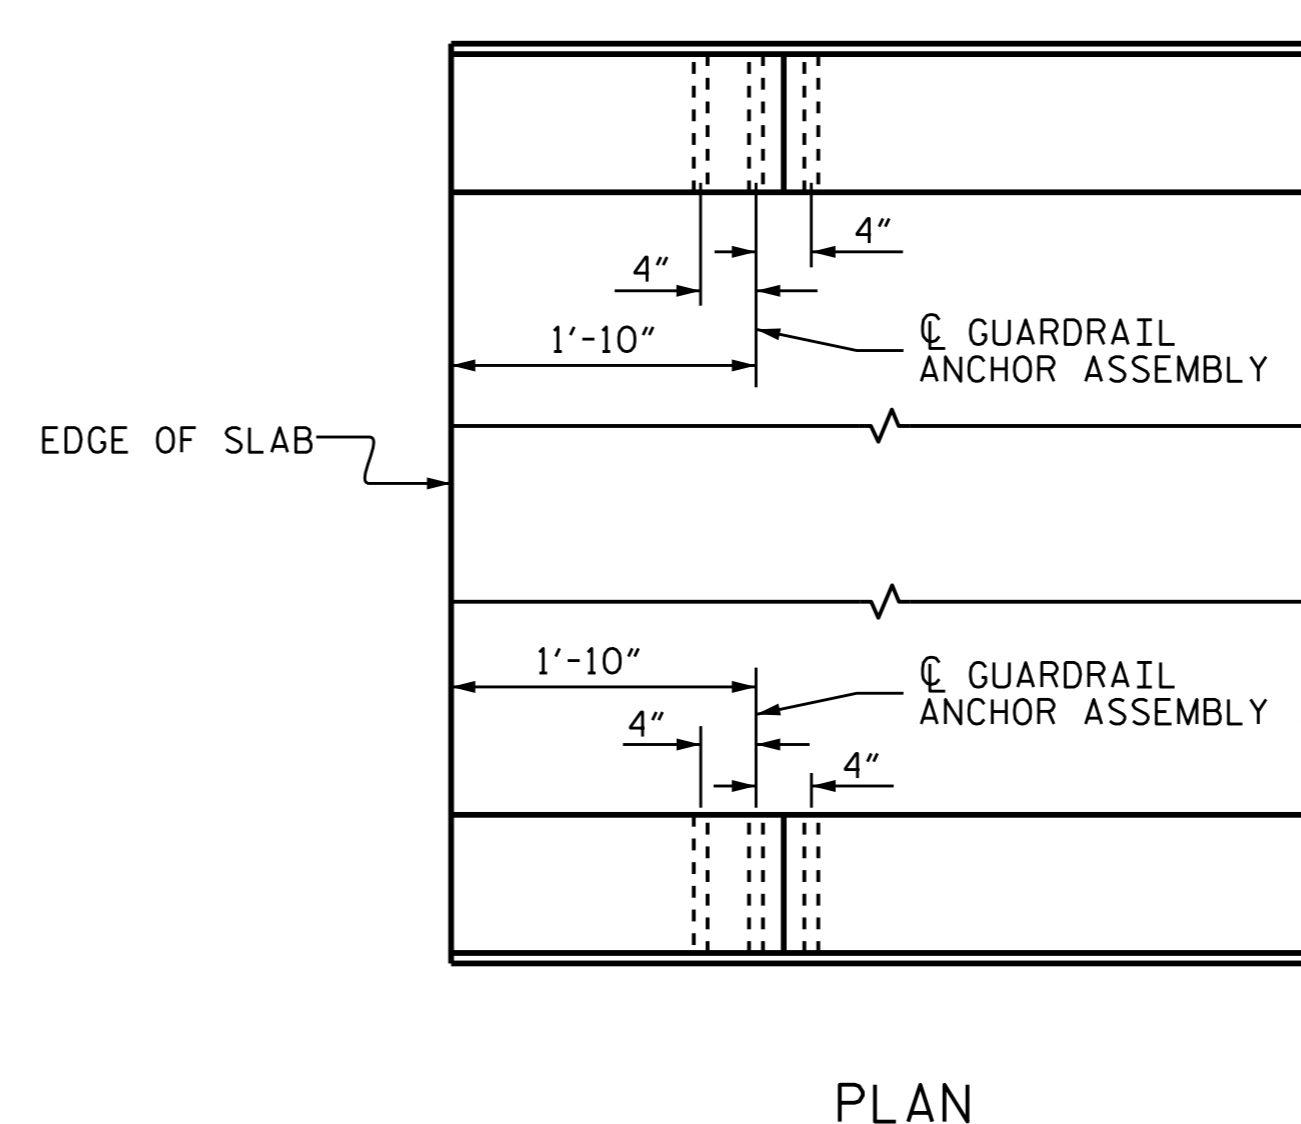 4″
4″
1′-10″
℄ GUARDRAIL
ANCHOR ASSEMBLY
EDGE OF SLAB
1′-10″
℄ GUARDRAIL
ANCHOR ASSEMBLY
4″
4″
PLAN